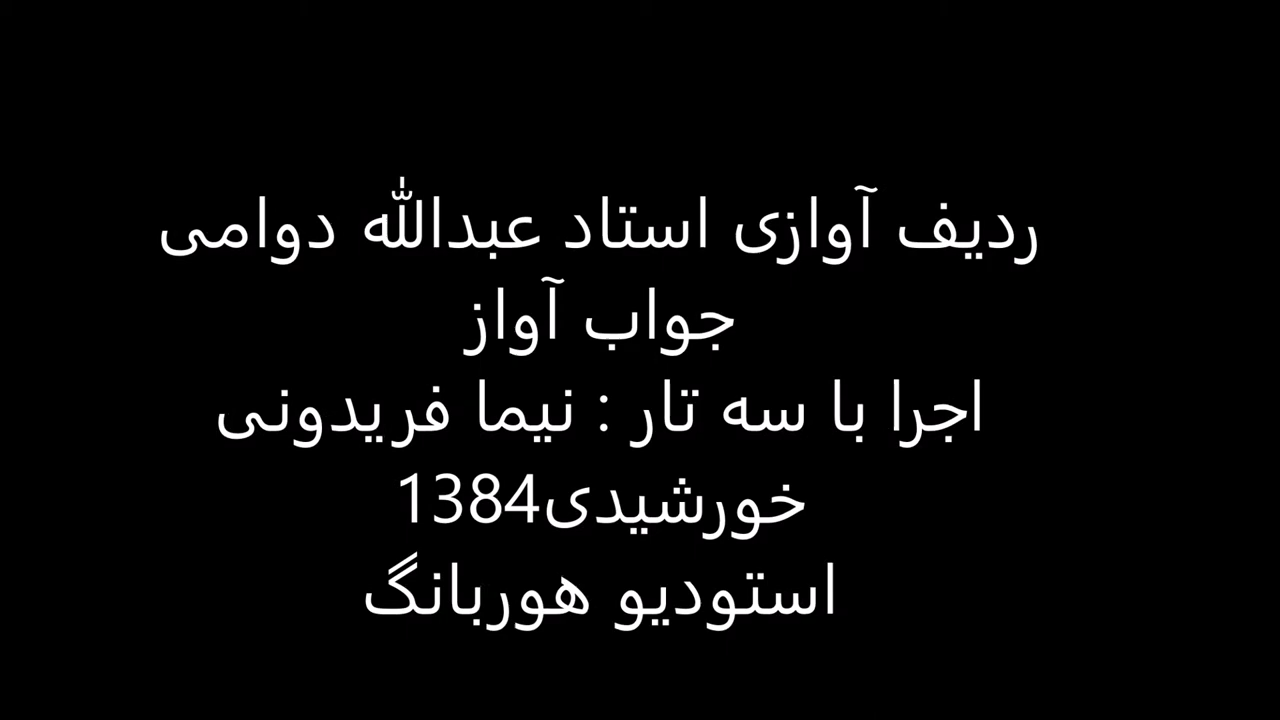 ردیف آوازی استاد عبدالله دوامی
جواب آواز
اجرا با سه تار : نیما فریدونی
خورشیدی1384
استودیو هوربانگ